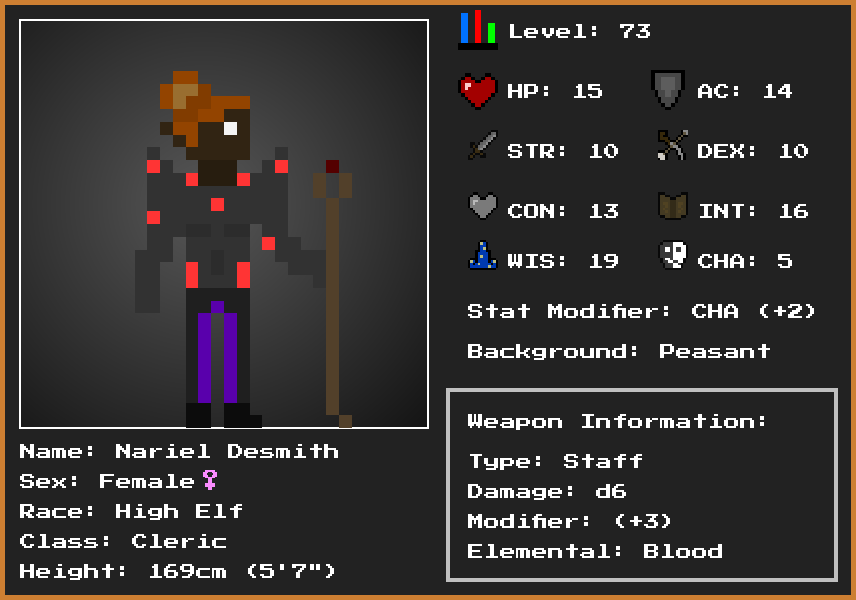 Level: 73
HP: 15
AC: 14
STR: 10
DEX: 10
CON: 13
INT: 16
WIS: 19
CHA: 5
Stat Modifier: CHA (+2)
Background: Peasant
Weapon Information:
Type: Staff
Damage: d6
Modifier: (+3)
Elemental: Blood
Name: Nariel Desmith
Sex: Female♀
Race: High Elf
Class: Cleric
Height: 169cm (5'7")